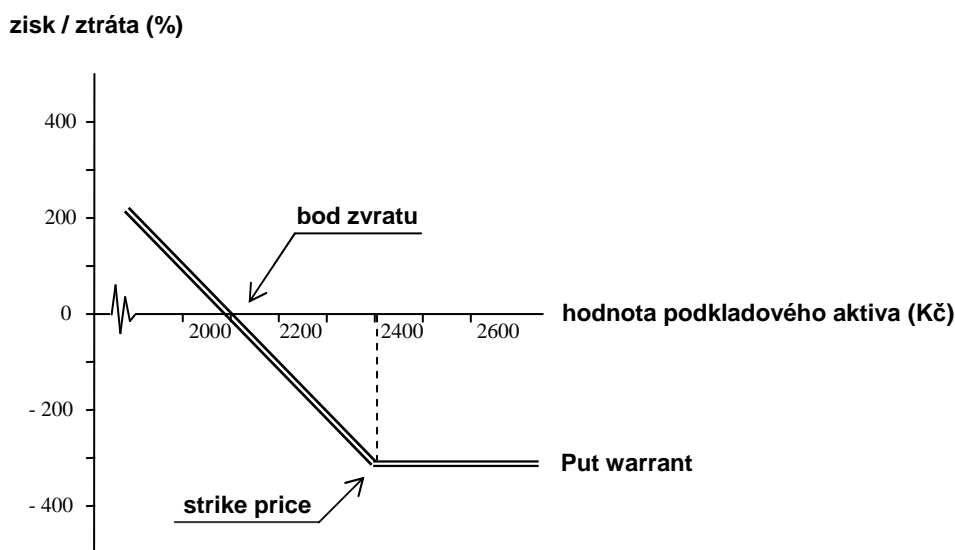 zisk / ztráta (%)
400
200
bod zvratu
0
hodnota podkladového aktiva (Kč)
2000 2200 2400 2600
- 200
Put warrant
strike price
- 400